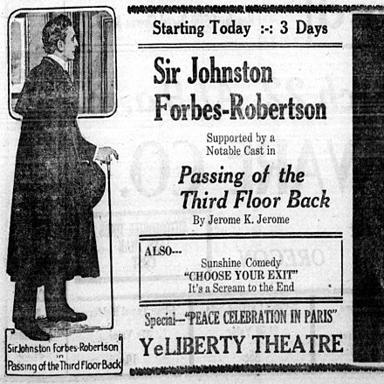 Starting Today :-: 3 Days
Sir Johnston
Forbes-Robertson
Supported by a
Notable Cast in
Passing of the
Third Floor Back
By Jerome K. Jerome
ALSO---
Sunshine Comedy
"CHOOSE YOUR EXIT"
It's a Scream to the End
Special—"PEACE CELEBRATION IN PARIS"
Ye LIBERTY THEATRE
Sir Johnston Forbes-Robertson
in
Passing of the Third Floor Back